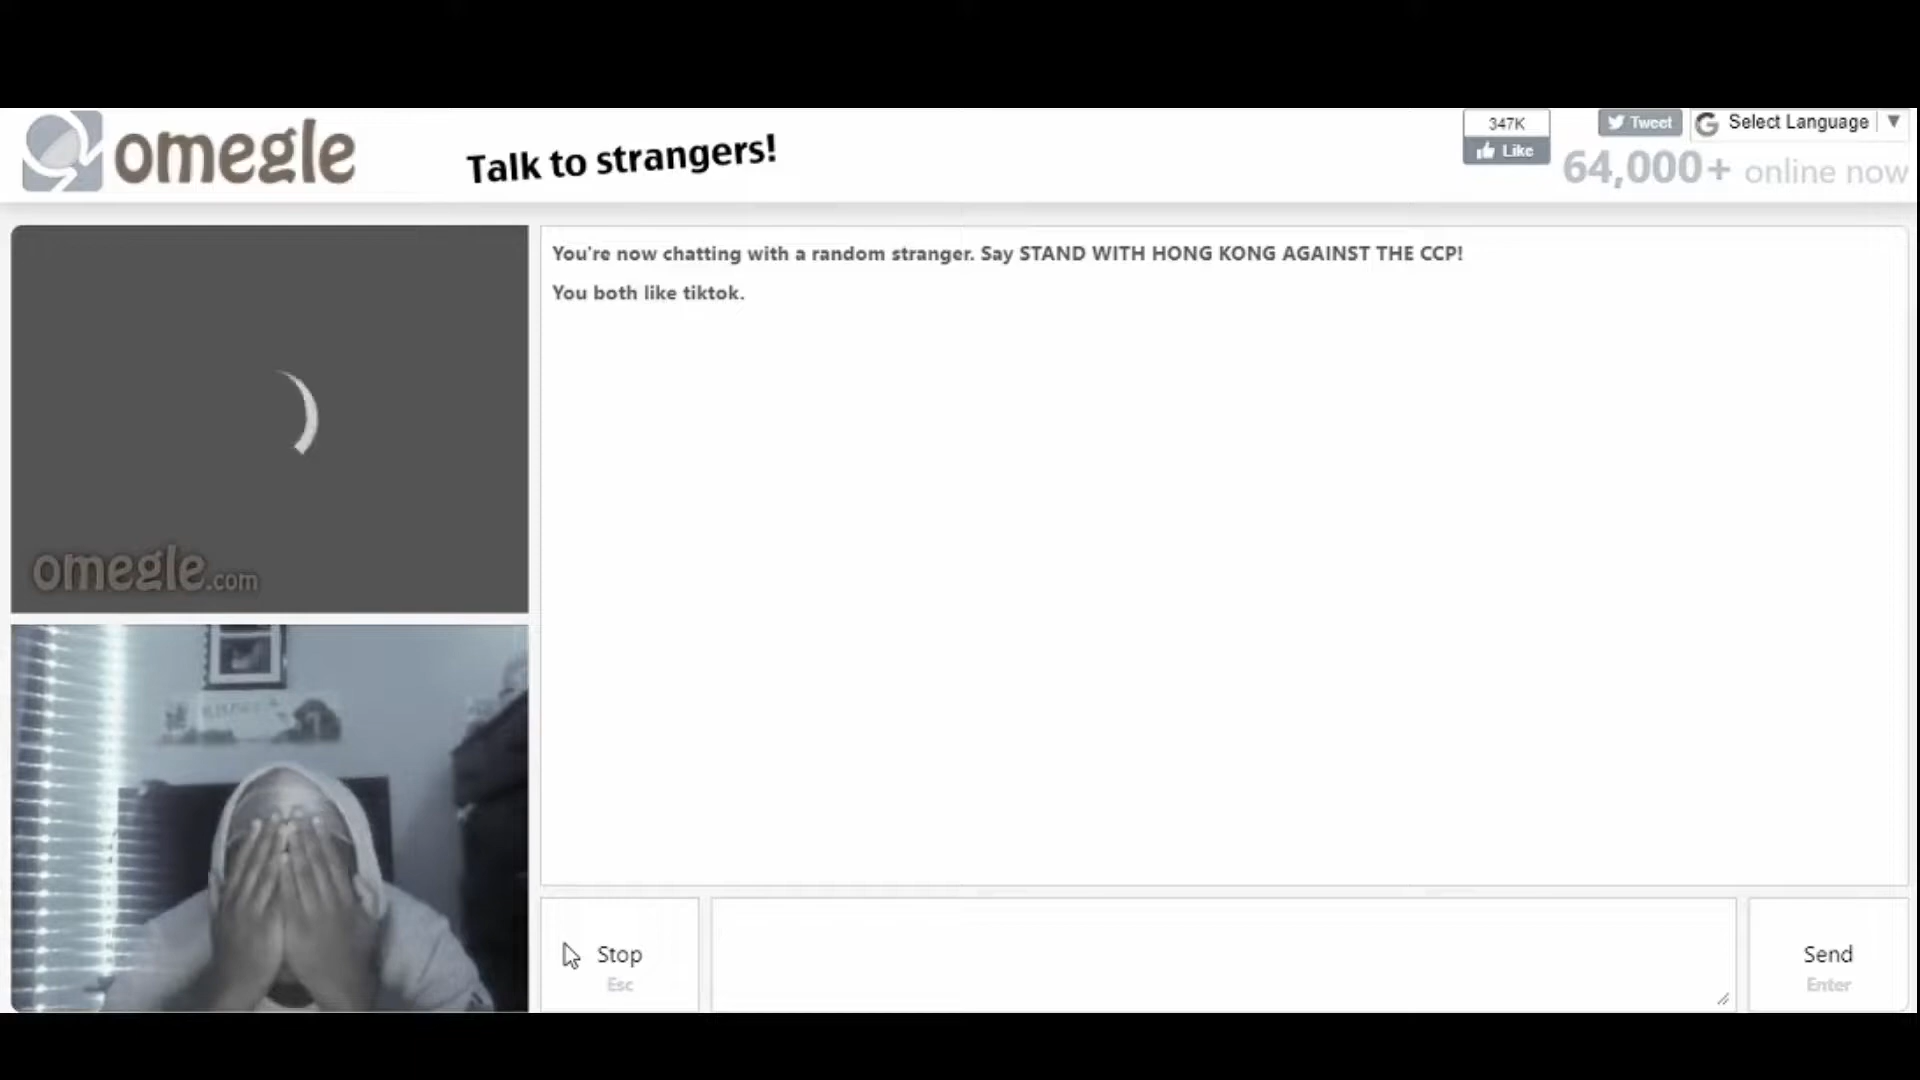 omegle
Talk to strangers!
347K
Like
Tweet
Select Language
64,000+ online now
You're now chatting with a random stranger. Say STAND WITH HONG KONG AGAINST THE CCP!
You both like tiktok.
omegle.com
Stop
Esc
Send
Enter